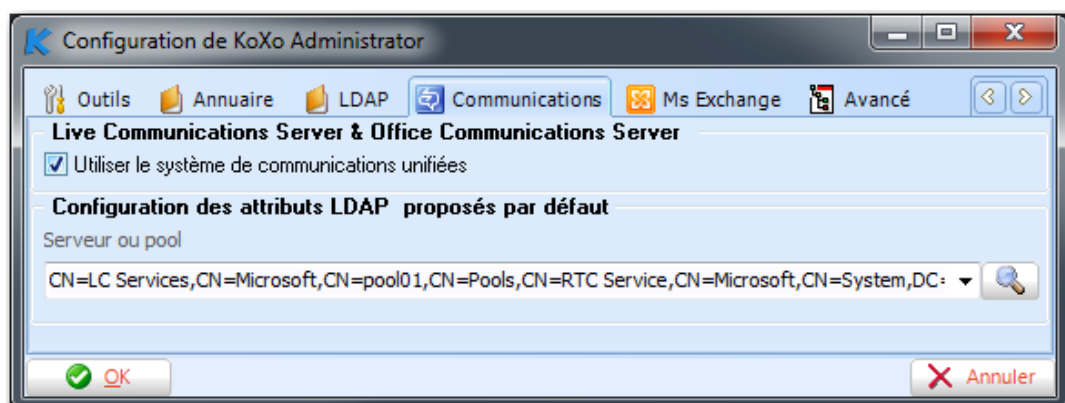 Configuration de KoXo Administrator
Outils Annuaire LDAP Communications Ms Exchange Avancé
Live Communications Server & Office Communications Server
Utiliser le système de communications unifiées
Configuration des attributs LDAP proposés par défaut
Serveur ou pool
CN=LC Services,CN=Microsoft,CN=pool01,CN=Pools,CN=RTC Service,CN=Microsoft,CN=System,DC=
OK Annuler